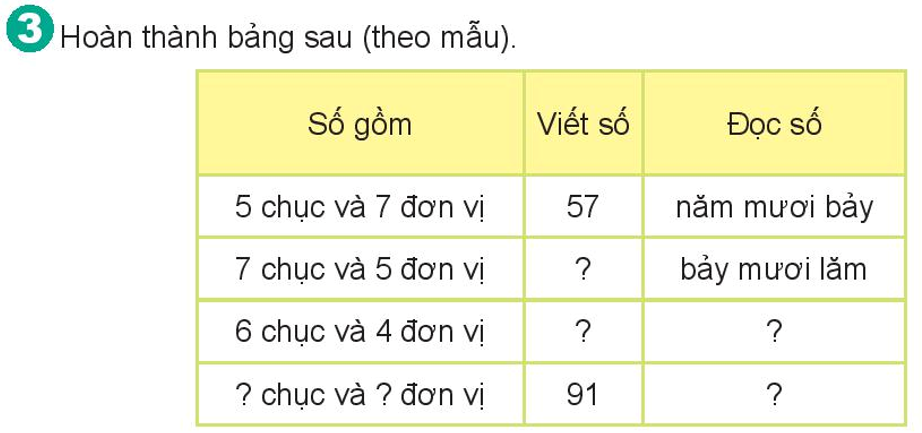 3 Hoàn thành bảng sau (theo mẫu).
Số gồm Viết số Đọc số
5 chục và 7 đơn vị 57 năm mươi bảy
7 chục và 5 đơn vị ? bảy mươi lăm
6 chục và 4 đơn vị ? ?
? chục và ? đơn vị 91 ?